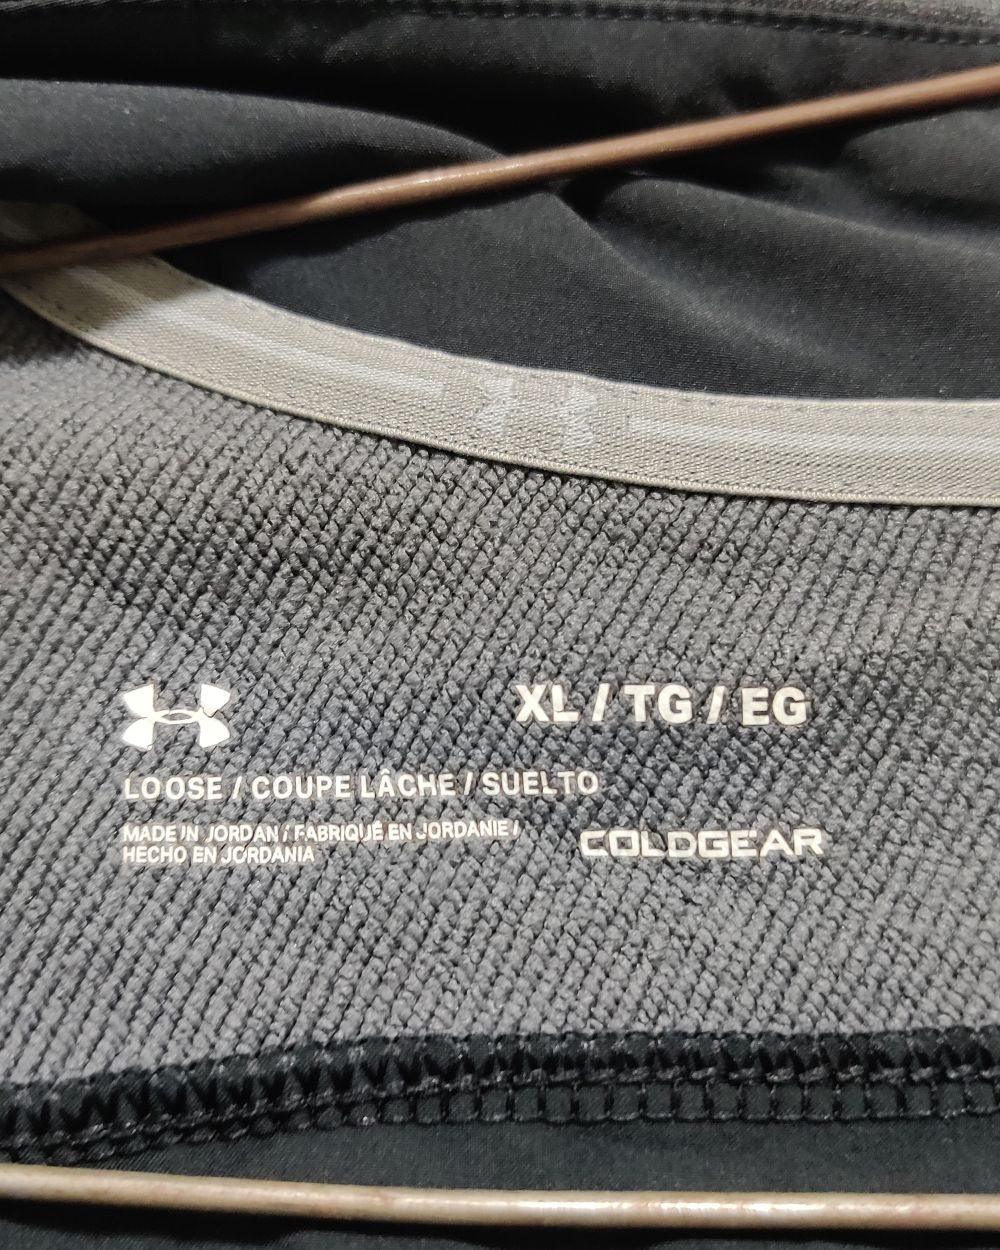 XL / TG / EG
LOOSE / COUPE LÂCHE / SUELTO
MADE IN JORDAN / FABRIQUÉ EN JORDANIE /
HECHO EN JORDANIA
COLDGEAR